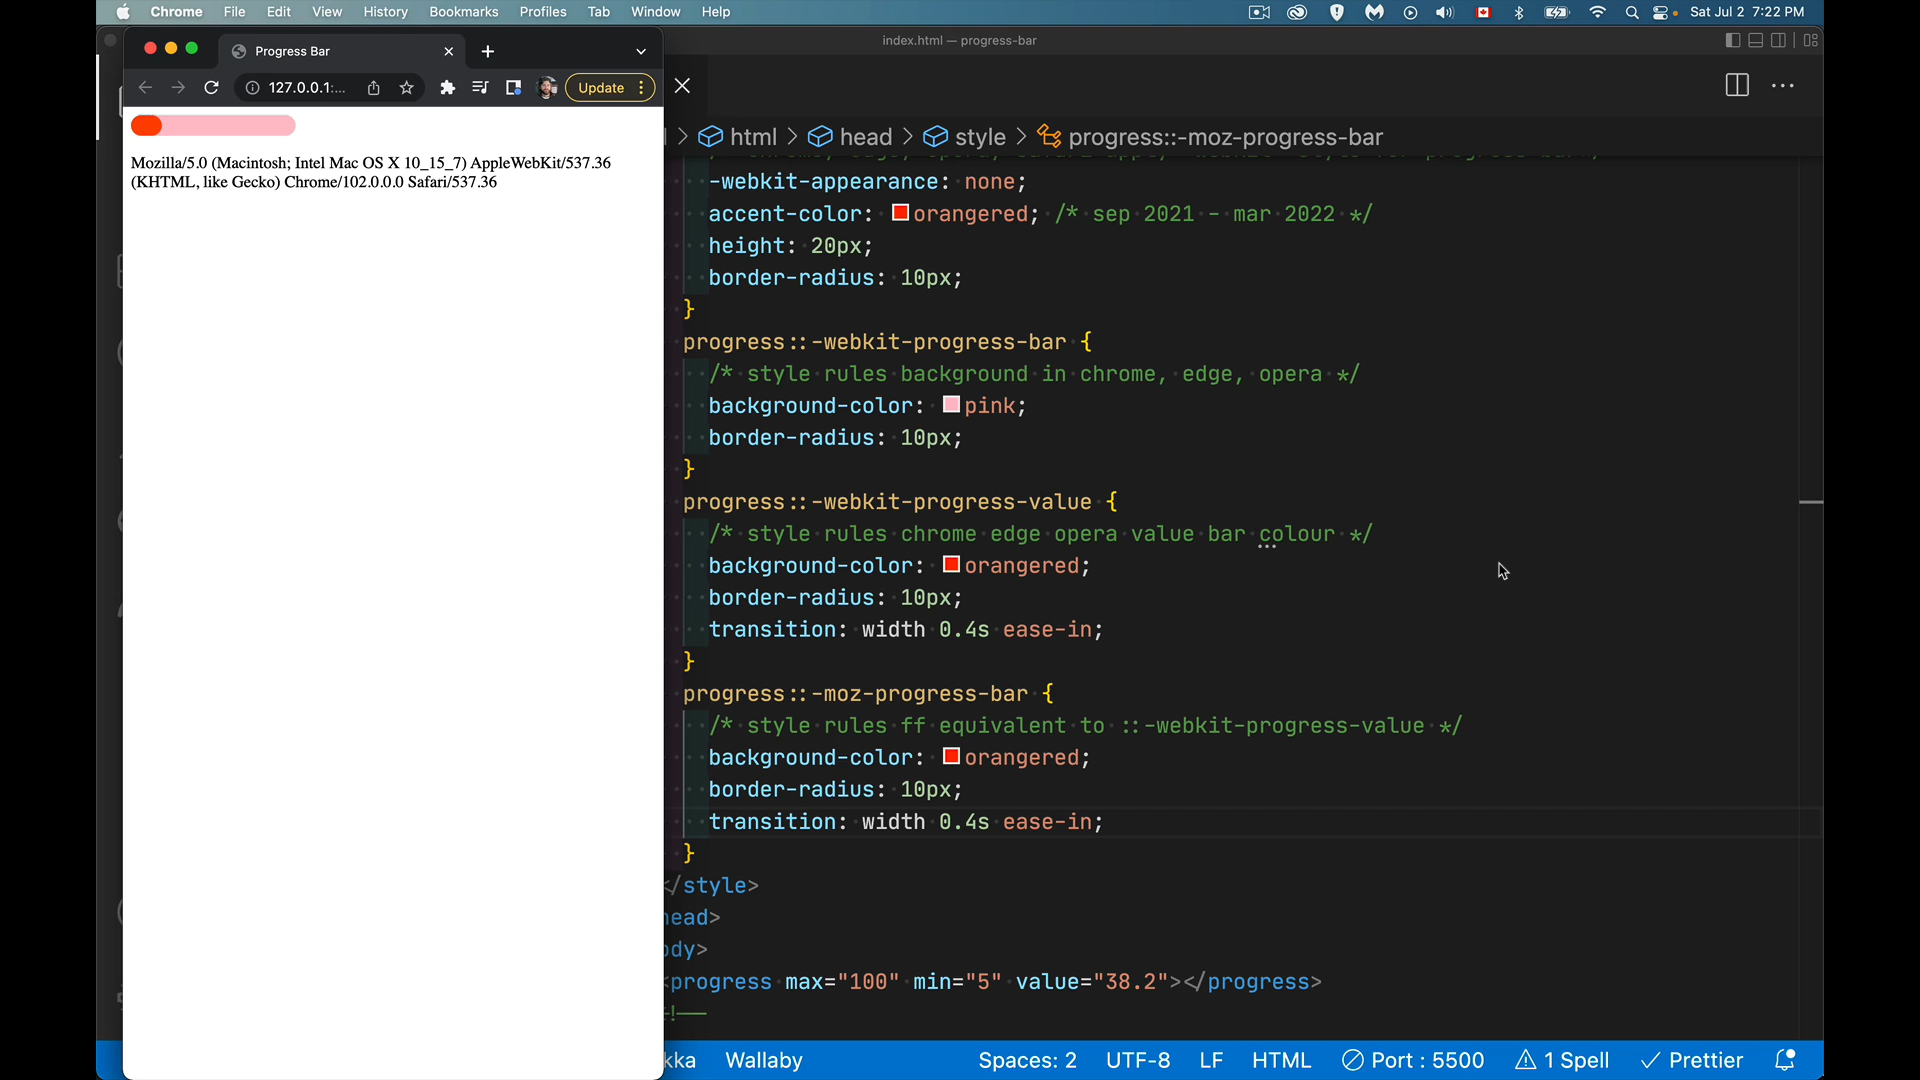 Chrome File Edit View History Bookmarks Profiles Tab Window Help Sat Jul 2 7:22 PM
index.html — progress-bar
Progress Bar
127.0.0.1:... Update
html > head > style > progress::-moz-progress-bar
Mozilla/5.0 (Macintosh; Intel Mac OS X 10_15_7) AppleWebKit/537.36
(KHTML, like Gecko) Chrome/102.0.0.0 Safari/537.36
-webkit-appearance: none;
accent-color: orangered; /* sep 2021 - mar 2022 */
height: 20px;
border-radius: 10px;
}
progress::-webkit-progress-bar {
/* style rules background in chrome, edge, opera */
background-color: pink;
border-radius: 10px;
}
progress::-webkit-progress-value {
/* style rules chrome edge opera value bar colour */
background-color: orangered;
border-radius: 10px;
transition: width 0.4s ease-in;
}
progress::-moz-progress-bar {
/* style rules ff equivalent to ::-webkit-progress-value */
background-color: orangered;
border-radius: 10px;
transition: width 0.4s ease-in;
}
</style>
head>
dy>
progress max="100" min="5" value="38.2"></progress>
!--
kka Wallaby Spaces: 2 UTF-8 LF HTML Port : 5500 1 Spell Prettier